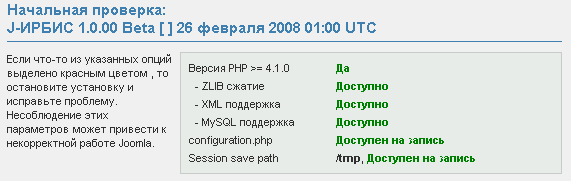 Начальная проверка:
J-ИРБИС 1.0.00 Beta [ ] 26 февраля 2008 01:00 UTC
Если что-то из указанных опций
выделено красным цветом , то
остановите установку и
исправьте проблему.
Несоблюдение этих
параметров может привести к
некорректной работе Joomla.
Версия PHP >= 4.1.0 Да
- ZLIB сжатие Доступно
- XML поддержка Доступно
- MySQL поддержка Доступно
configuration.php Доступен на запись
Session save path /tmp, Доступен на запись